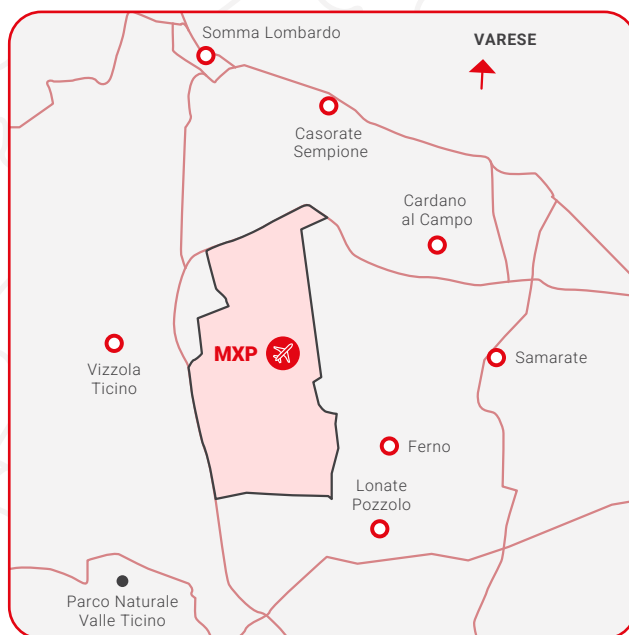 Somma Lombardo
VARESE
Casorate
Sempione
Cardano
al Campo
MXP
Vizzola
Ticino
Samarate
Ferno
Lonate
Pozzolo
Parco Naturale
Valle Ticino